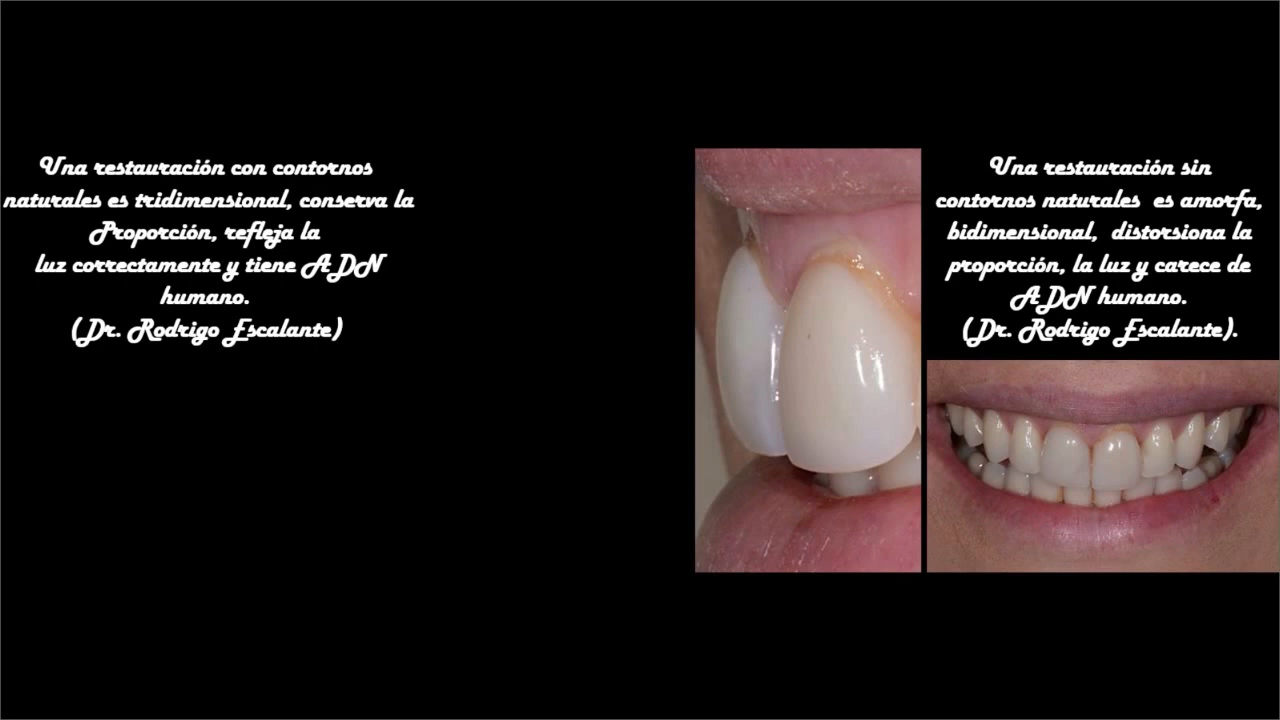 Una restauración con contornos
naturales es tridimensional, conserva la
Proporción, refleja la
luz correctamente y tiene ADN
humano.
(Dr. Rodrigo Escalante)
Una restauración sin
contornos naturales es amorfa,
bidimensional, distorsiona la
proporción, la luz y carece de
ADN humano.
(Dr. Rodrigo Escalante).